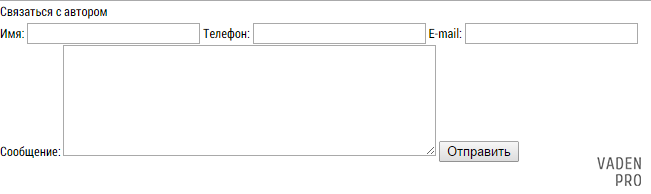 Связаться с автором
Имя: Телефон: E-mail:
Сообщение: Отправить
VADEN
PRO